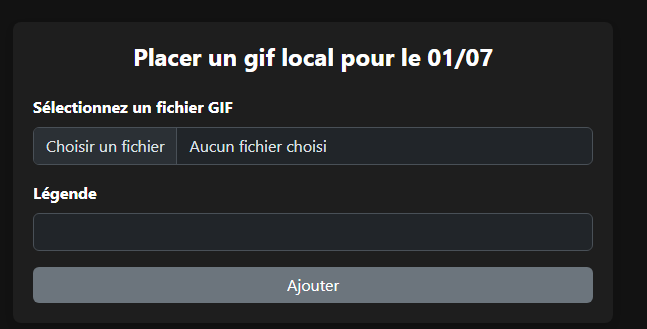 Placer un gif local pour le 01/07
Sélectionnez un fichier GIF
Choisir un fichier Aucun fichier choisi
Légende
Ajouter